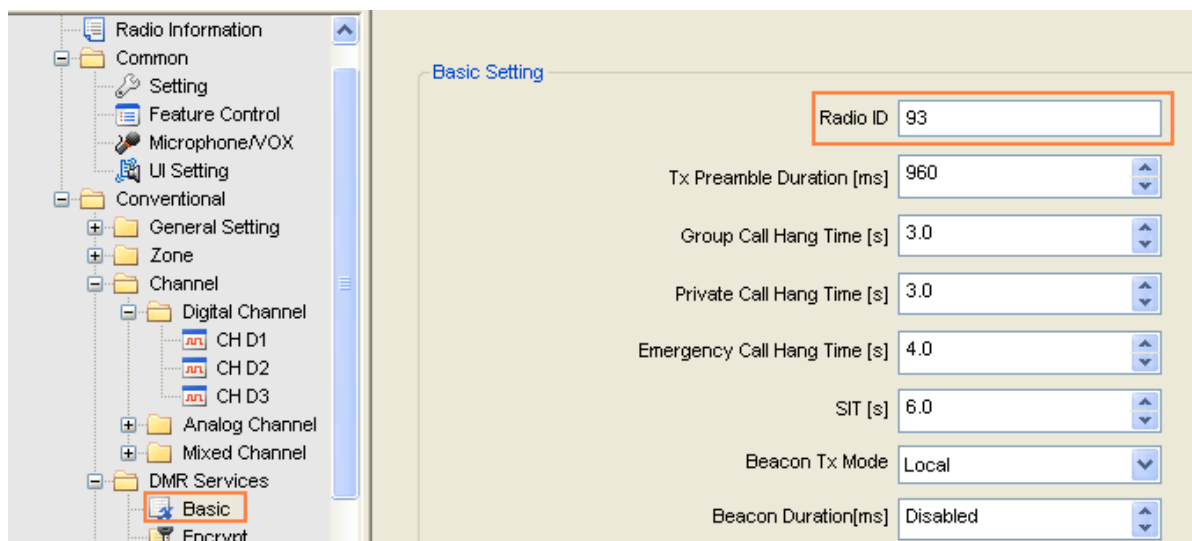 Radio Information
Common
Setting
Feature Control
Microphone/VOX
UI Setting
Conventional
General Setting
Zone
Channel
Digital Channel
CH D1
CH D2
CH D3
Analog Channel
Mixed Channel
DMR Services
Basic
Encrypt
Basic Setting
Radio ID 93
Tx Preamble Duration [ms] 960
Group Call Hang Time [s] 3.0
Private Call Hang Time [s] 3.0
Emergency Call Hang Time [s] 4.0
SIT [s] 6.0
Beacon Tx Mode Local
Beacon Duration[ms] Disabled